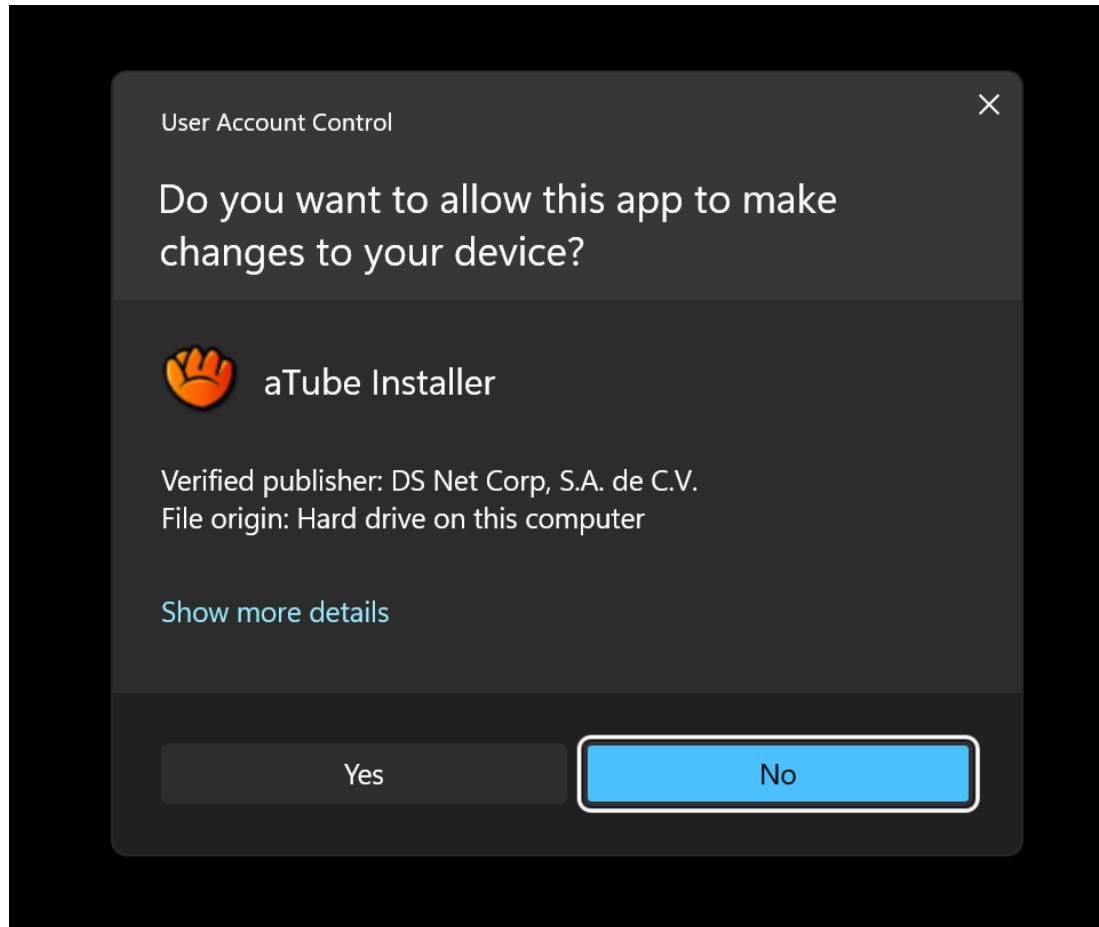 User Account Control
Do you want to allow this app to make
changes to your device?
aTube Installer
Verified publisher: DS Net Corp, S.A. de C.V.
File origin: Hard drive on this computer
Show more details
Yes
No